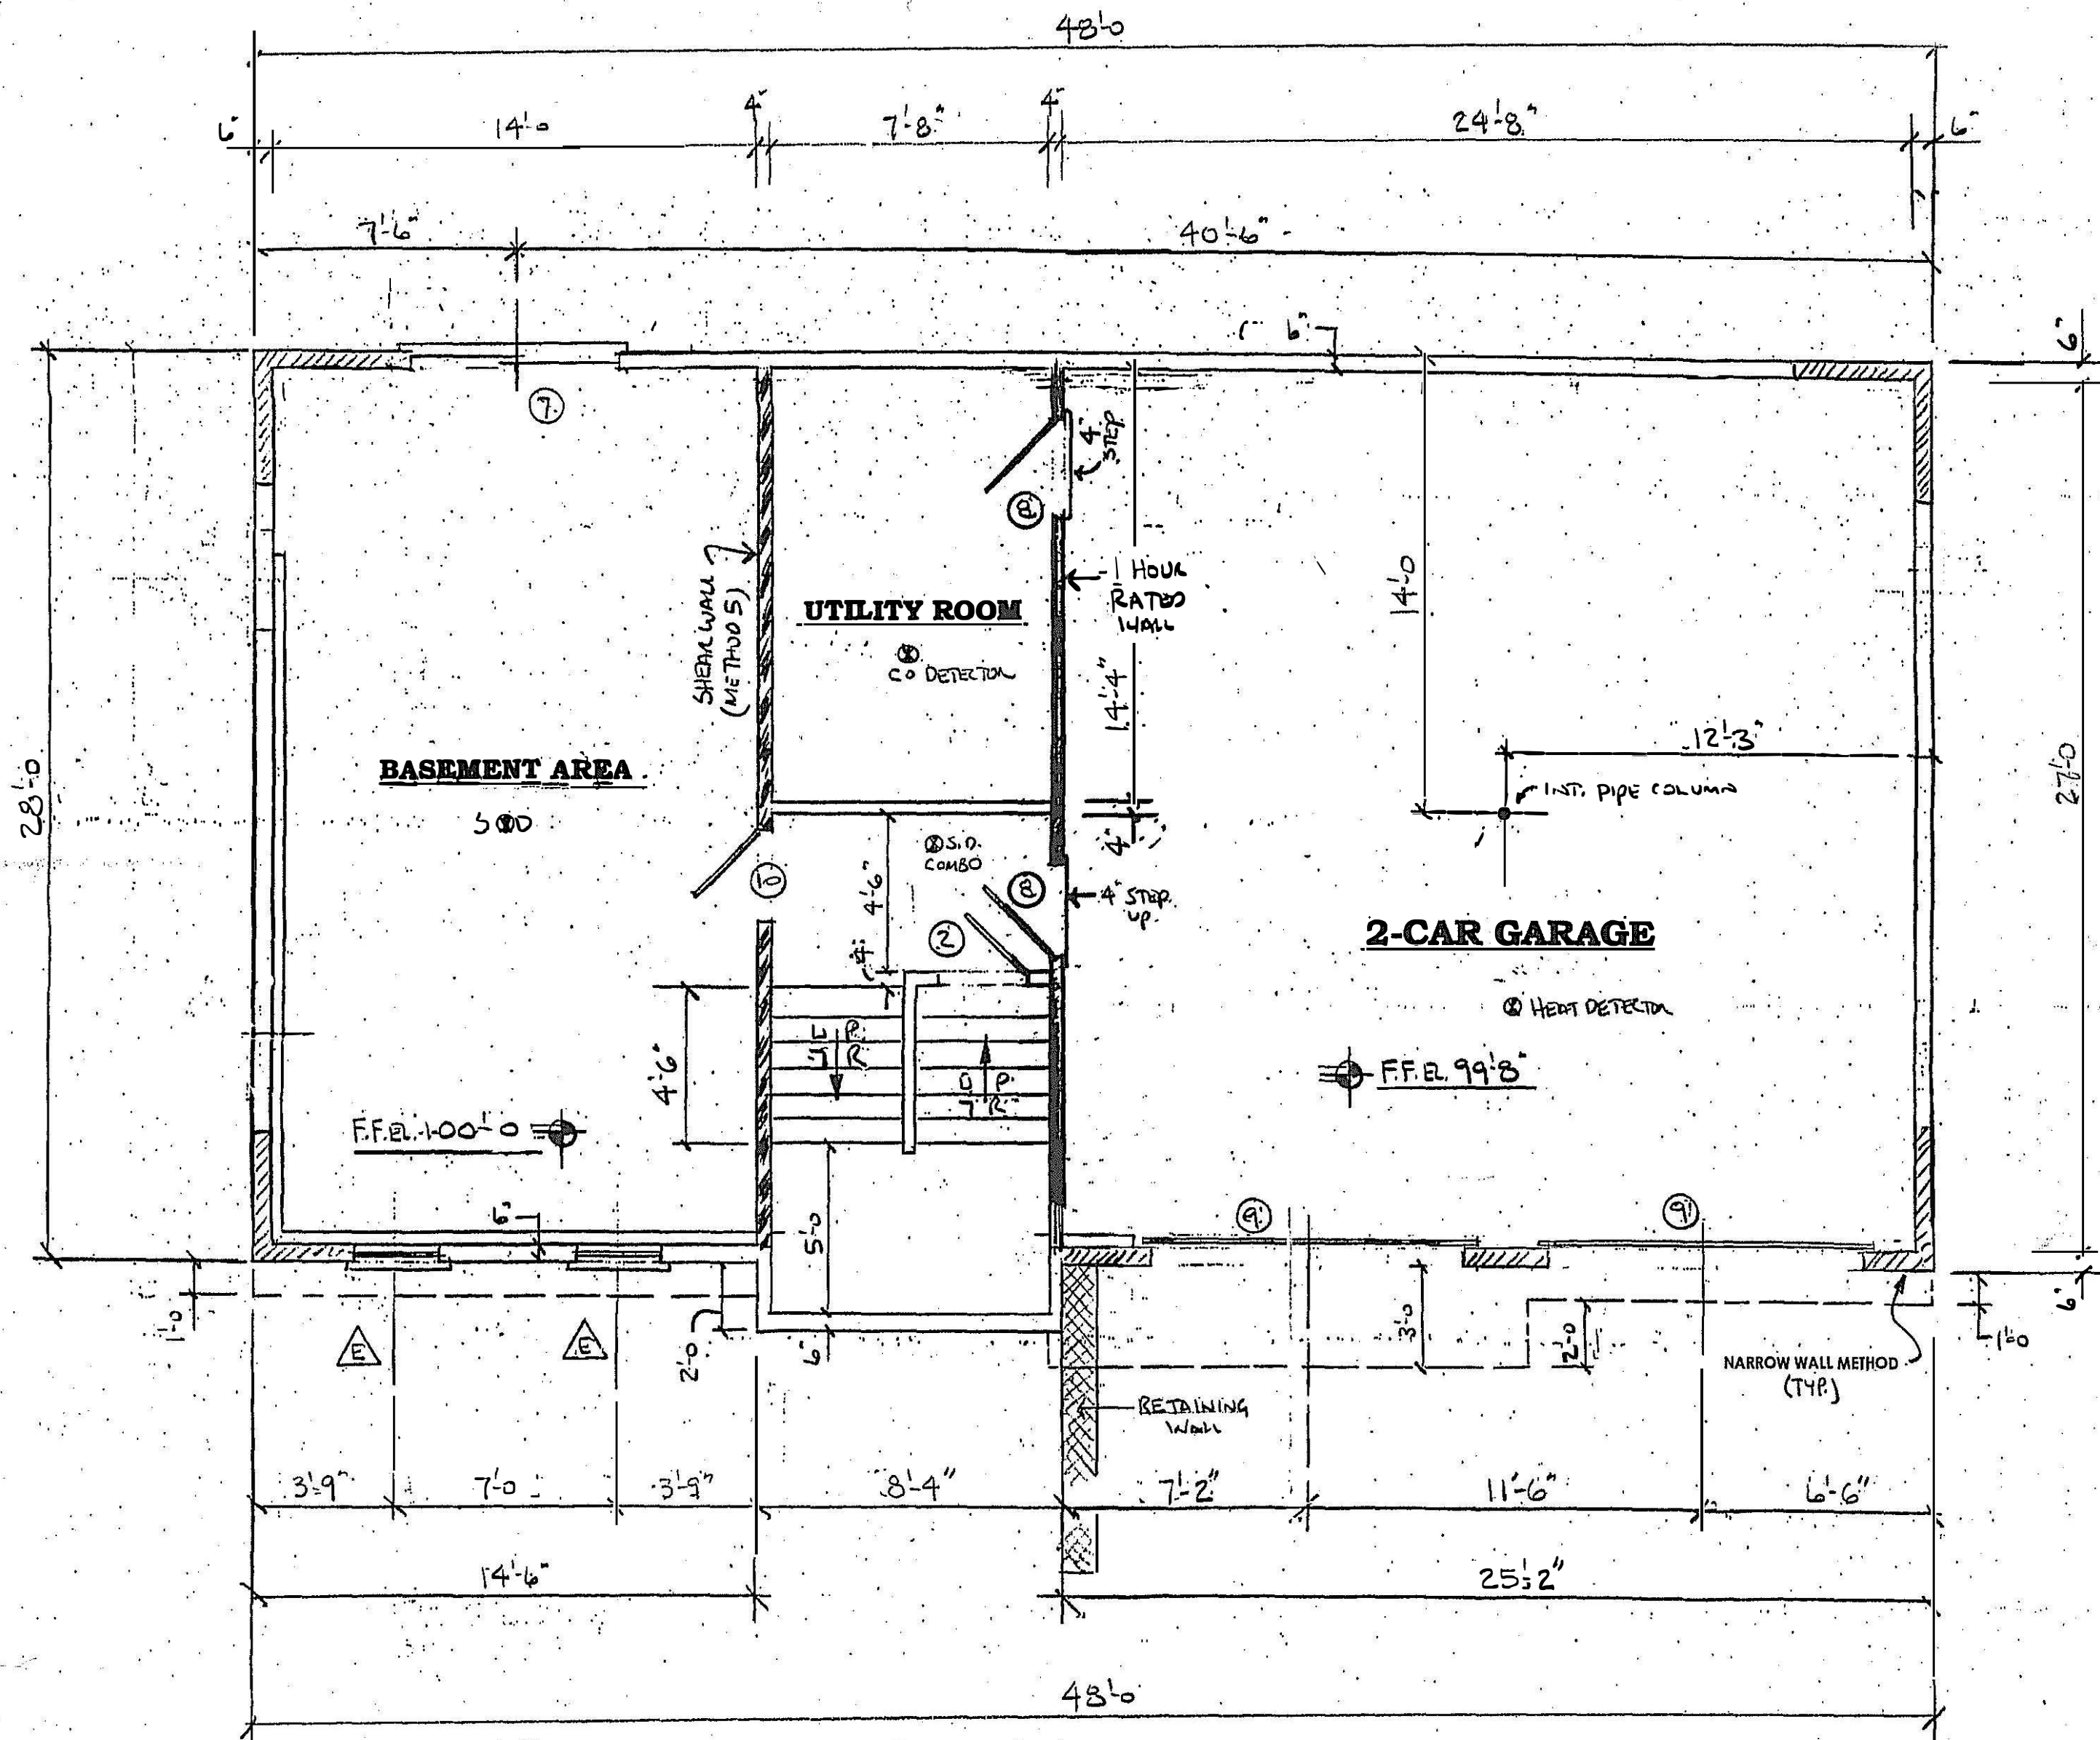 48'-0
6"
14'-0
4"
7'-8"
4"
24'-8"
6"
7'-6"
40'-6"
6"
6"
7
4"
STEP
8
SHEAR WALL
(METHOD 5)
1 HOUR
RATED
WALL
UTILITY ROOM
CO DETECTOR
14'-0
14'-4"
12'-3"
INT. PIPE COLUMN
BASEMENT AREA
28'-0
27'-0
S.D.
COMBO
4"
10
4'-6"
8
4" STEP
UP.
2
4"
2-CAR GARAGE
HEAT DETECTOR
F.F.EL. 99'-8"
4'-6"
UP
7R
F.F.EL. 100'-0
6"
5'-0
9
9
1'-0
E
E
2'-0
6"
3'-0
2'-0
6"
1'-0
NARROW WALL METHOD
(TYP.)
RETAINING
WALL
3'-9"
7'-0
3'-9"
8'-4"
7'-2"
11'-6"
6'-6"
14'-6"
25'-2"
48'-0